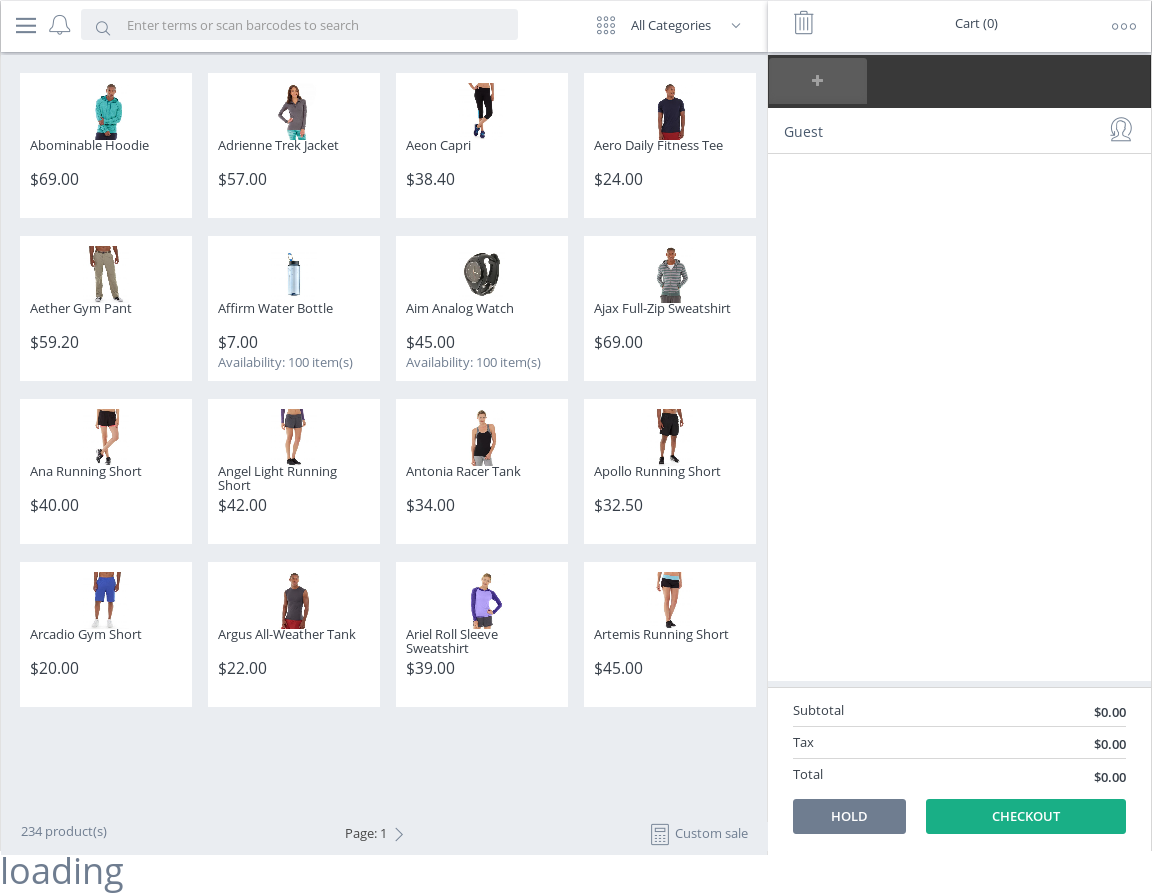 Enter terms or scan barcodes to search
All Categories
Cart (0)
+
Guest
Abominable Hoodie
$69.00
Adrienne Trek Jacket
$57.00
Aeon Capri
$38.40
Aero Daily Fitness Tee
$24.00
Aether Gym Pant
$59.20
Affirm Water Bottle
$7.00
Availability: 100 item(s)
Aim Analog Watch
$45.00
Availability: 100 item(s)
Ajax Full-Zip Sweatshirt
$69.00
Ana Running Short
$40.00
Angel Light Running
Short
$42.00
Antonia Racer Tank
$34.00
Apollo Running Short
$32.50
Arcadio Gym Short
$20.00
Argus All-Weather Tank
$22.00
Ariel Roll Sleeve
Sweatshirt
$39.00
Artemis Running Short
$45.00
Subtotal $0.00
Tax $0.00
Total $0.00
HOLD
CHECKOUT
234 product(s)
Page: 1
Custom sale
loading